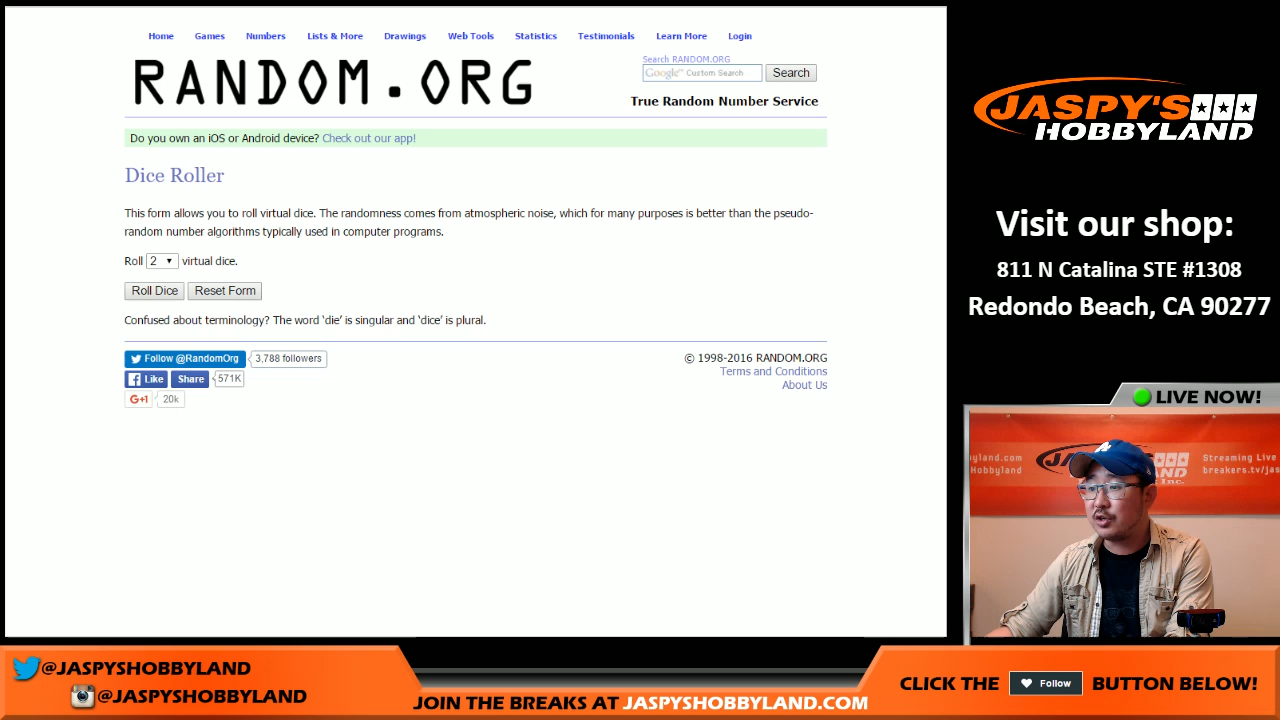 Home Games Numbers Lists & More Drawings Web Tools Statistics Testimonials Learn More Login
RANDOM.ORG
Search RANDOM.ORG
Google™ Custom Search Search
True Random Number Service
Do you own an iOS or Android device? Check out our app!
Dice Roller
This form allows you to roll virtual dice. The randomness comes from atmospheric noise, which for many purposes is better than the pseudo-
random number algorithms typically used in computer programs.
Roll 2 virtual dice.
Roll Dice Reset Form
Confused about terminology? The word ‘die’ is singular and ‘dice’ is plural.
Follow @RandomOrg 3,788 followers
Like Share 571K
G+1 20k
© 1998-2016 RANDOM.ORG
Terms and Conditions
About Us
JASPY'S
HOBBYLAND
Visit our shop:
811 N Catalina STE #1308
Redondo Beach, CA 90277
LIVE NOW!
byland.com
Hobbyland
Streaming Live
breakers.tv/jas
@JASPYSHOBBYLAND
@JASPYSHOBBYLAND
JOIN THE BREAKS AT JASPYSHOBBYLAND.COM
CLICK THE Follow BUTTON BELOW!